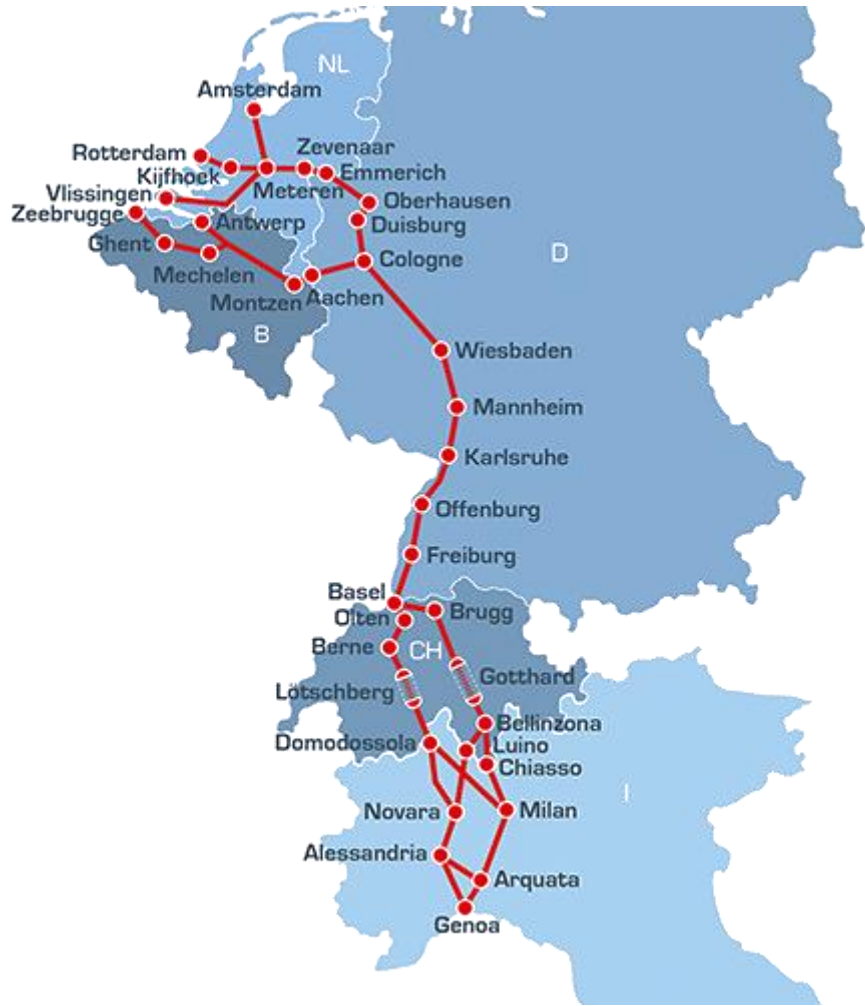 NL
Amsterdam
Rotterdam
Zevenaar
Kijfhoek
Meteren
Emmerich
Vlissingen
Oberhausen
Zeebrugge
Antwerp
Duisburg
Ghent
Cologne
D
Mechelen
Montzen
Aachen
B
Wiesbaden
Mannheim
Karlsruhe
Offenburg
Freiburg
Basel
Brugg
Olten
Berne
CH
Gotthard
Lötschberg
Bellinzona
Domodossola
Luino
Chiasso
I
Novara
Milan
Alessandria
Arquata
Genoa